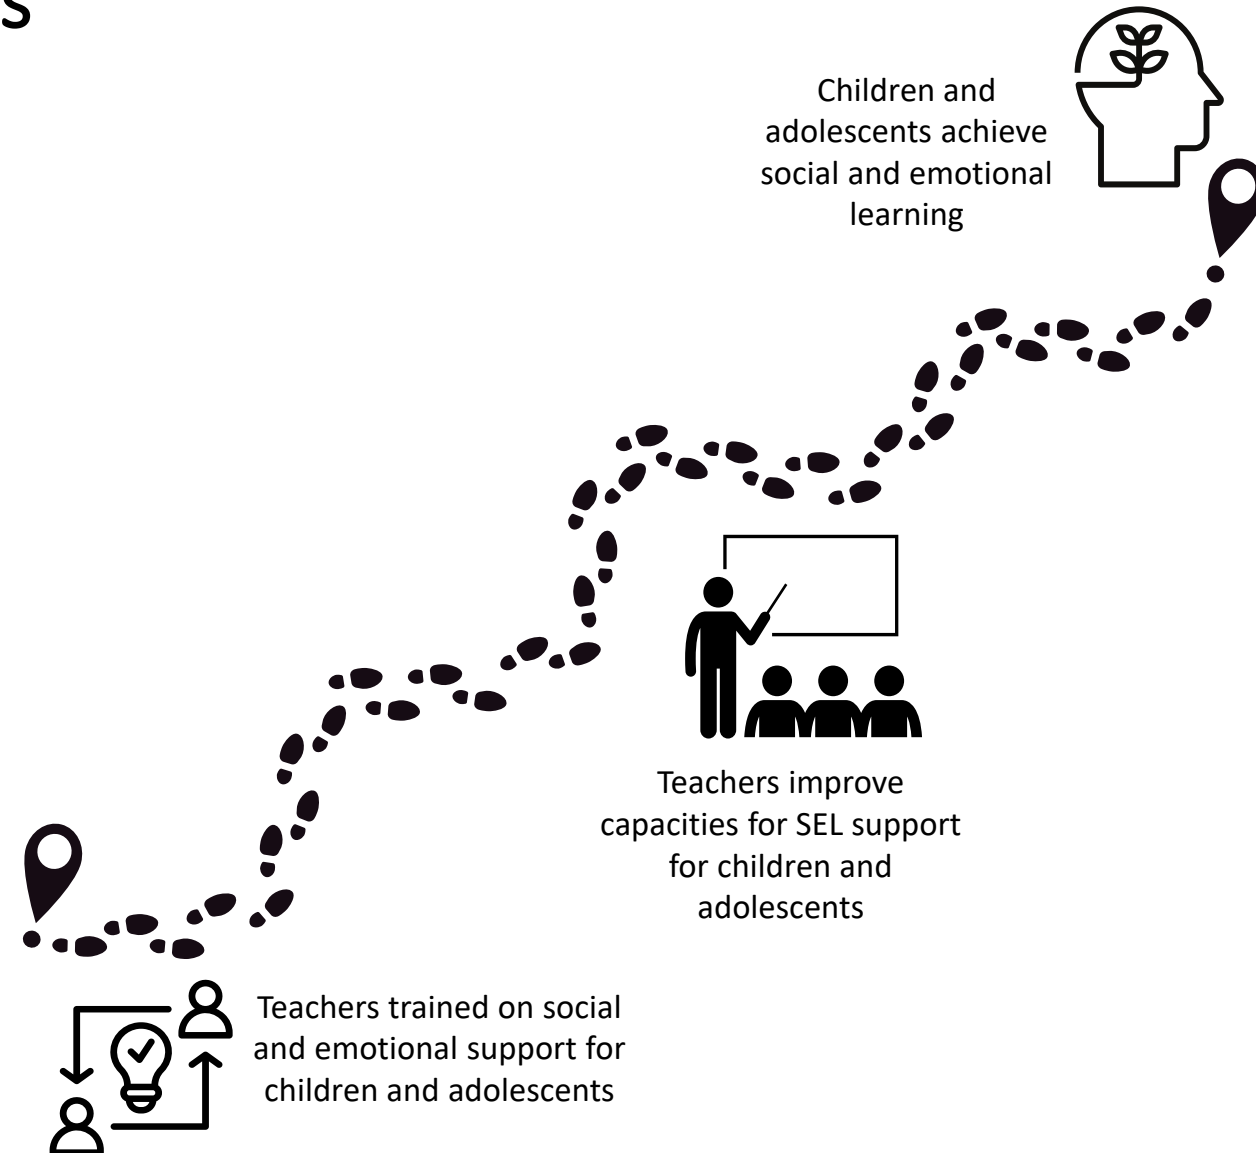 s
Children and
adolescents achieve
social and emotional
learning
Teachers improve
capacities for SEL support
for children and
adolescents
Teachers trained on social
and emotional support for
children and adolescents